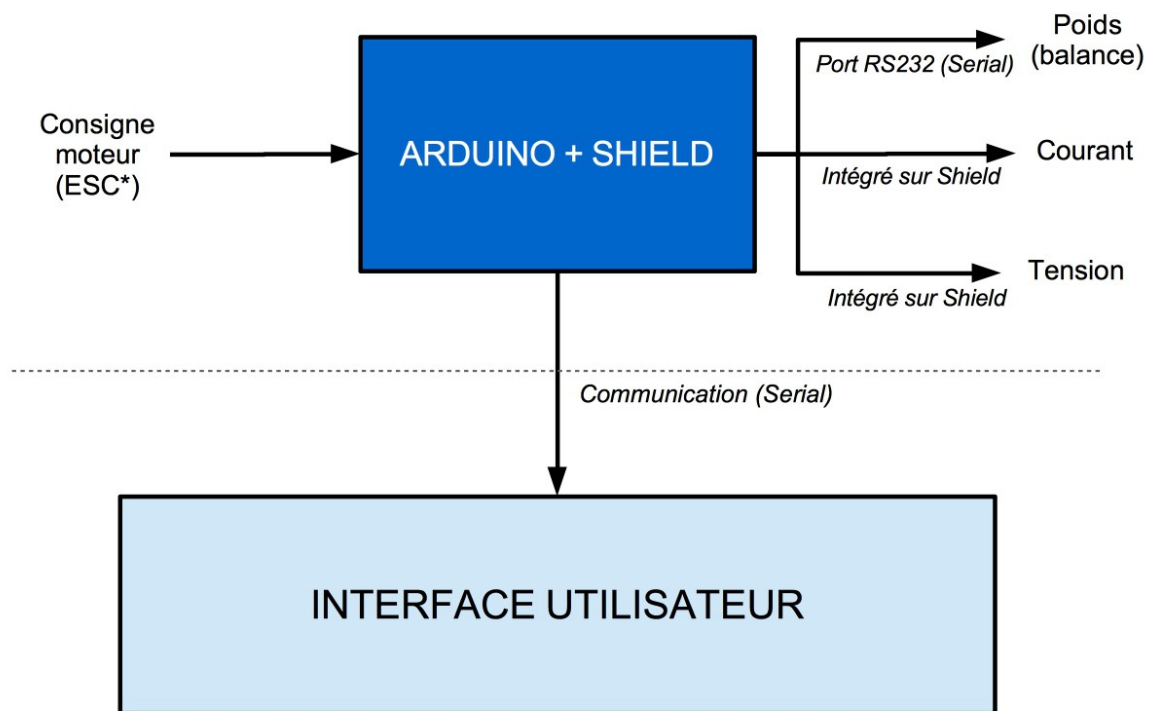 Poids
(balance)
Port RS232 (Serial)
Consigne
moteur
(ESC*)
ARDUINO + SHIELD
Courant
Intégré sur Shield
Tension
Intégré sur Shield
Communication (Serial)
INTERFACE UTILISATEUR